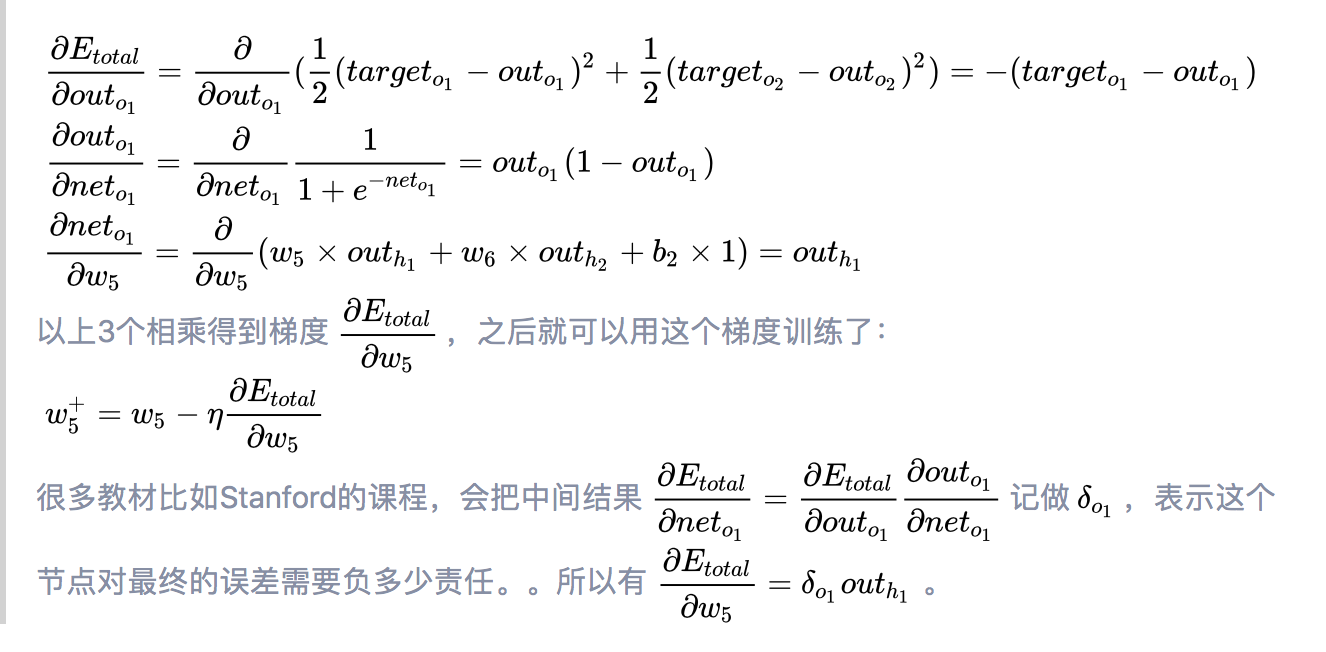 $\frac{\partial E_{total}}{\partial out_{o_1}} = \frac{\partial}{\partial out_{o_1}}(\frac{1}{2}(target_{o_1} - out_{o_1})^2 + \frac{1}{2}(target_{o_2} - out_{o_2})^2) = -(target_{o_1} - out_{o_1})$
$\frac{\partial out_{o_1}}{\partial net_{o_1}} = \frac{\partial}{\partial net_{o_1}} \frac{1}{1 + e^{-net_{o_1}}} = out_{o_1}(1 - out_{o_1})$
$\frac{\partial net_{o_1}}{\partial w_5} = \frac{\partial}{\partial w_5}(w_5 \times out_{h_1} + w_6 \times out_{h_2} + b_2 \times 1) = out_{h_1}$
以上3个相乘得到梯度 $\frac{\partial E_{total}}{\partial w_5}$ ，之后就可以用这个梯度训练了：
$w_5^+ = w_5 - \eta \frac{\partial E_{total}}{\partial w_5}$
很多教材比如Stanford的课程，会把中间结果 $\frac{\partial E_{total}}{\partial net_{o_1}} = \frac{\partial E_{total}}{\partial out_{o_1}} \frac{\partial out_{o_1}}{\partial net_{o_1}}$ 记做 $\delta_{o_1}$ ，表示这个
节点对最终的误差需要负多少责任。。所以有 $\frac{\partial E_{total}}{\partial w_5} = \delta_{o_1} out_{h_1}$ 。